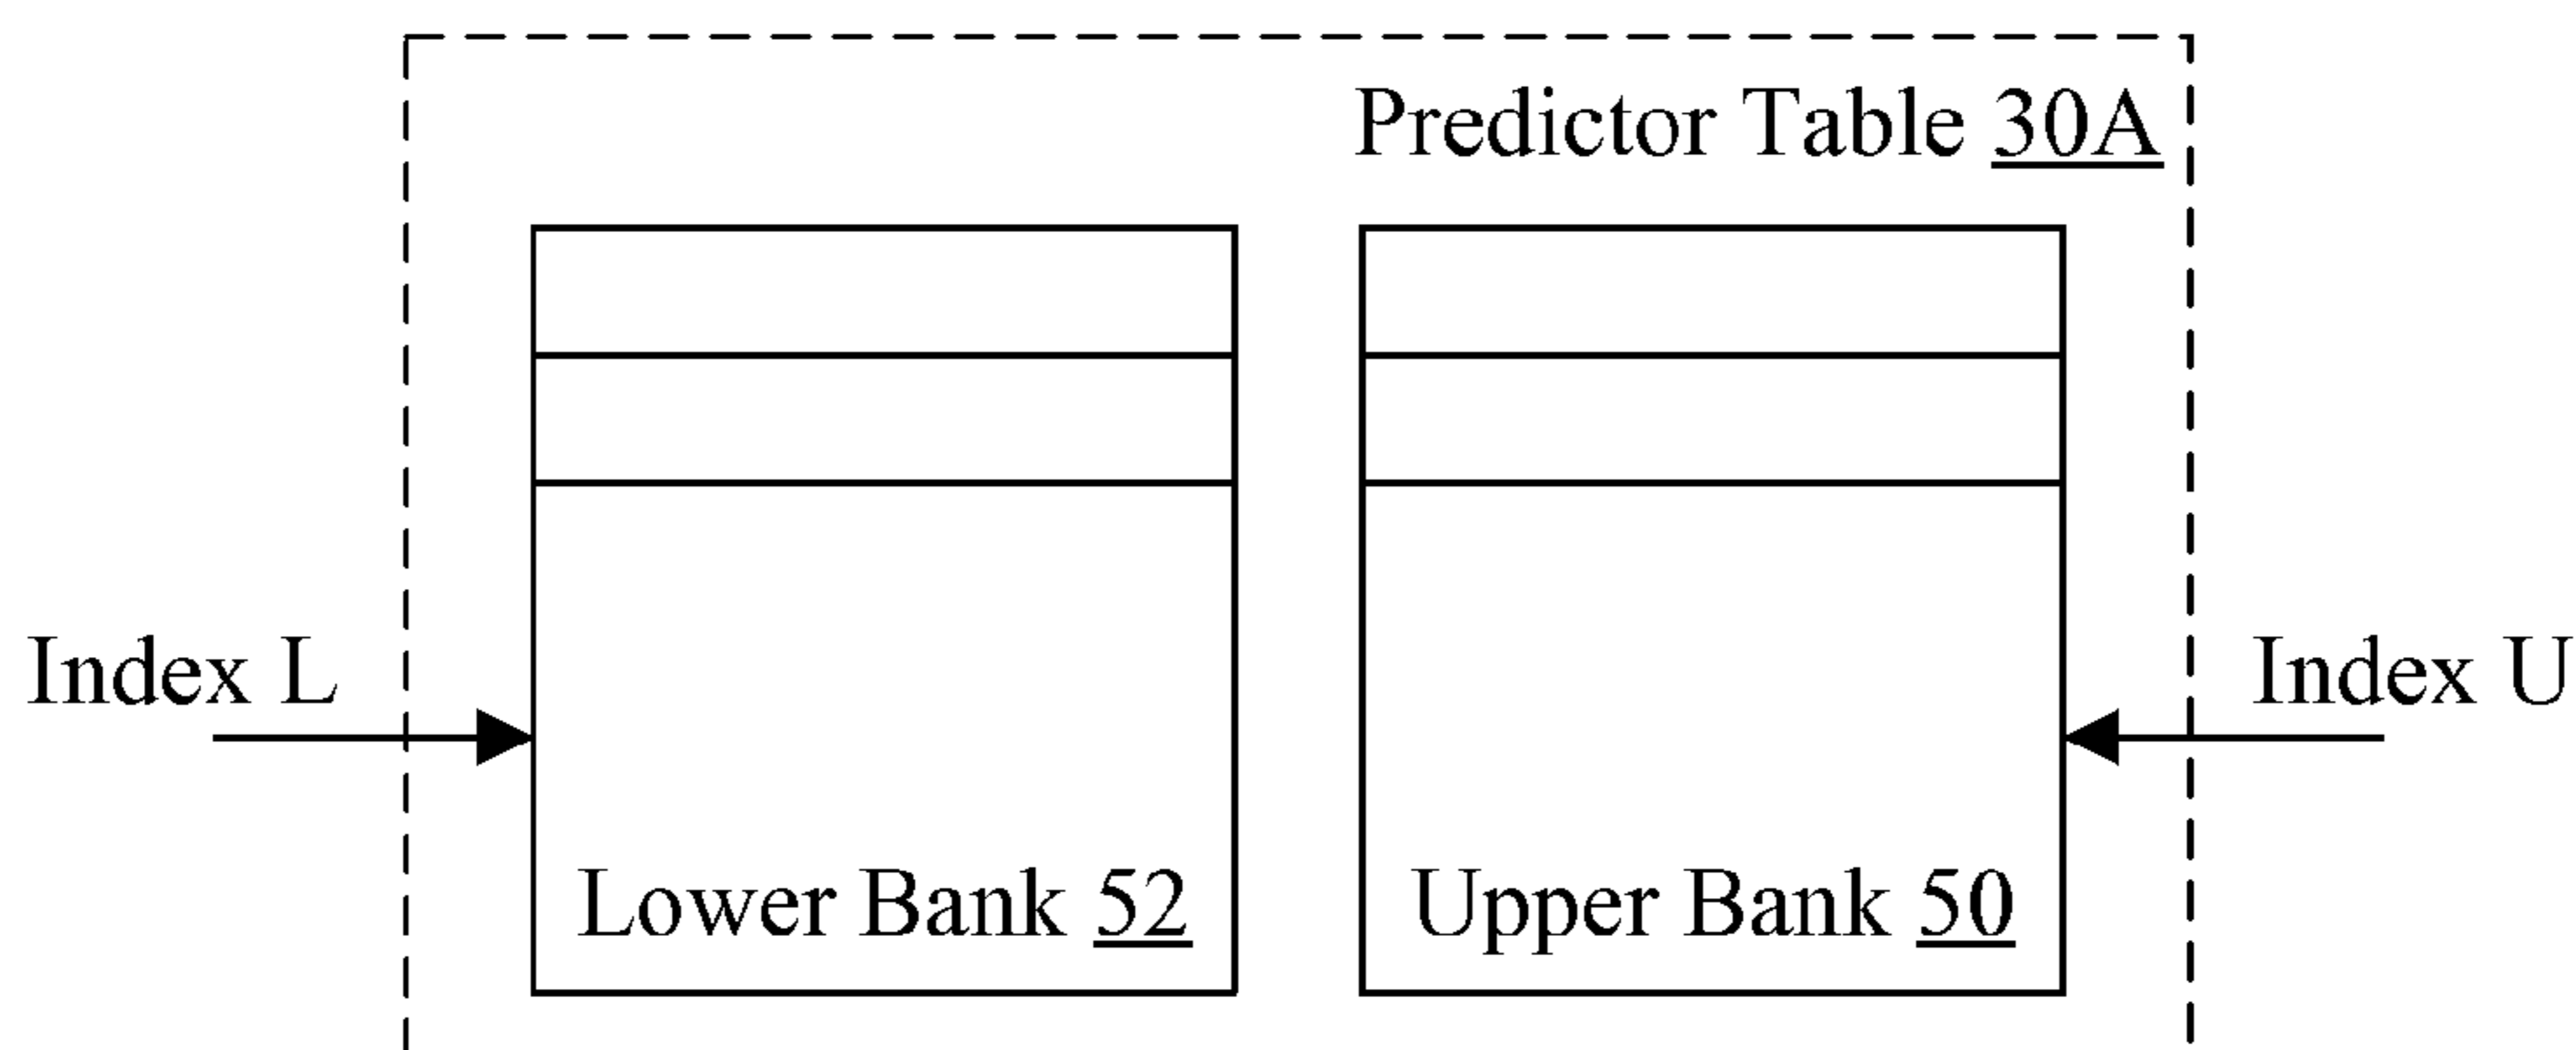 Predictor Table 30A
Index L
Index U
Lower Bank 52
Upper Bank 50